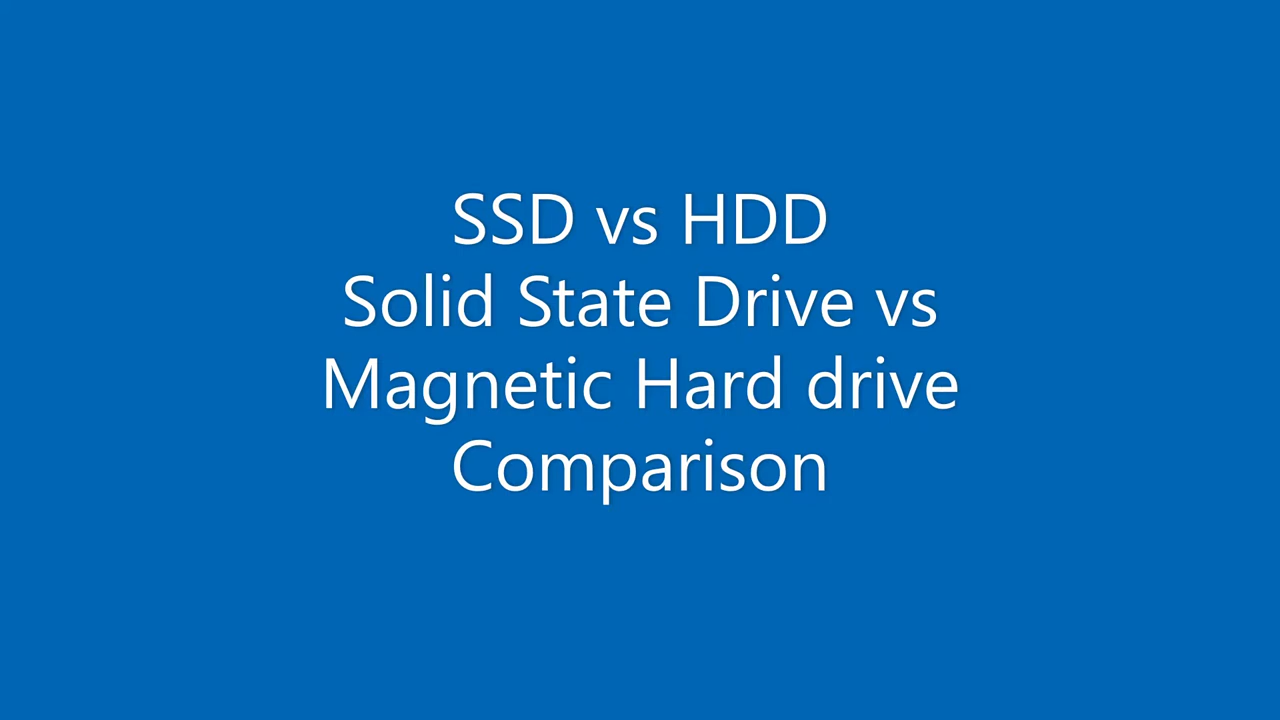 SSD vs HDD
Solid State Drive vs
Magnetic Hard drive
Comparison